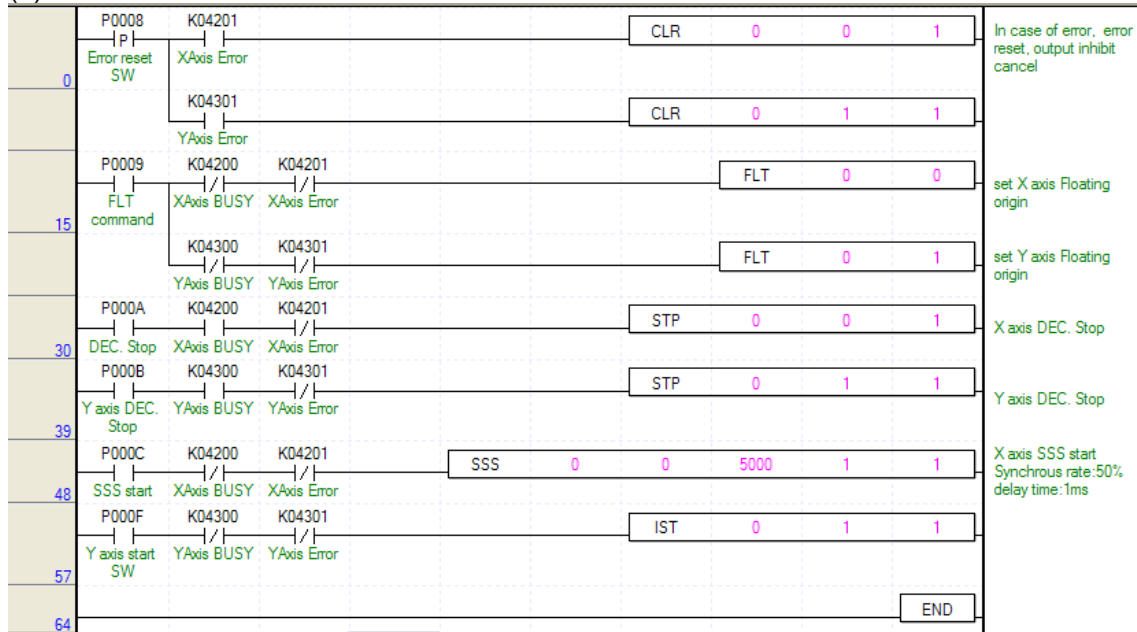 P0008 K04201
P CLR 0 0 1 In case of error, error
Error reset XAxis Error reset, output inhibit
SW cancel
0
K04301
CLR 0 1 1
YAxis Error
P0009 K04200 K04201
FLT 0 0 set X axis Floating
FLT XAxis BUSY XAxis Error origin
command
15
K04300 K04301
FLT 0 1 set Y axis Floating
YAxis BUSY YAxis Error origin
P000A K04200 K04201
STP 0 0 1 X axis DEC. Stop
DEC. Stop XAxis BUSY XAxis Error
30
P000B K04300 K04301
STP 0 1 1 Y axis DEC. Stop
Y axis DEC. YAxis BUSY YAxis Error
Stop
39
P000C K04200 K04201 X axis SSS start
SSS 0 0 5000 1 1 Synchrous rate:50%
SSS start XAxis BUSY XAxis Error delay time:1ms
48
P000F K04300 K04301
IST 0 1 1
Y axis start YAxis BUSY YAxis Error
SW
57
END
64